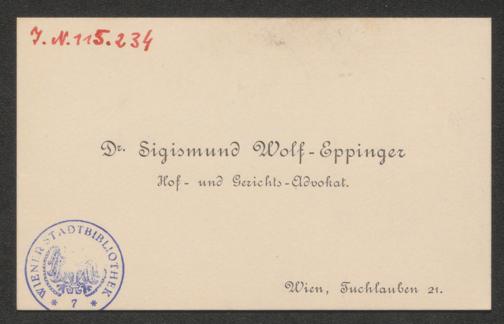 J.N.115.234
Dr. Sigismund Wolf-Eppinger
Hof- und Gerichts-Advokat.
WIENER STADTBIBLIOTHEK
* 7 *
Wien, Tuchlauben 21.